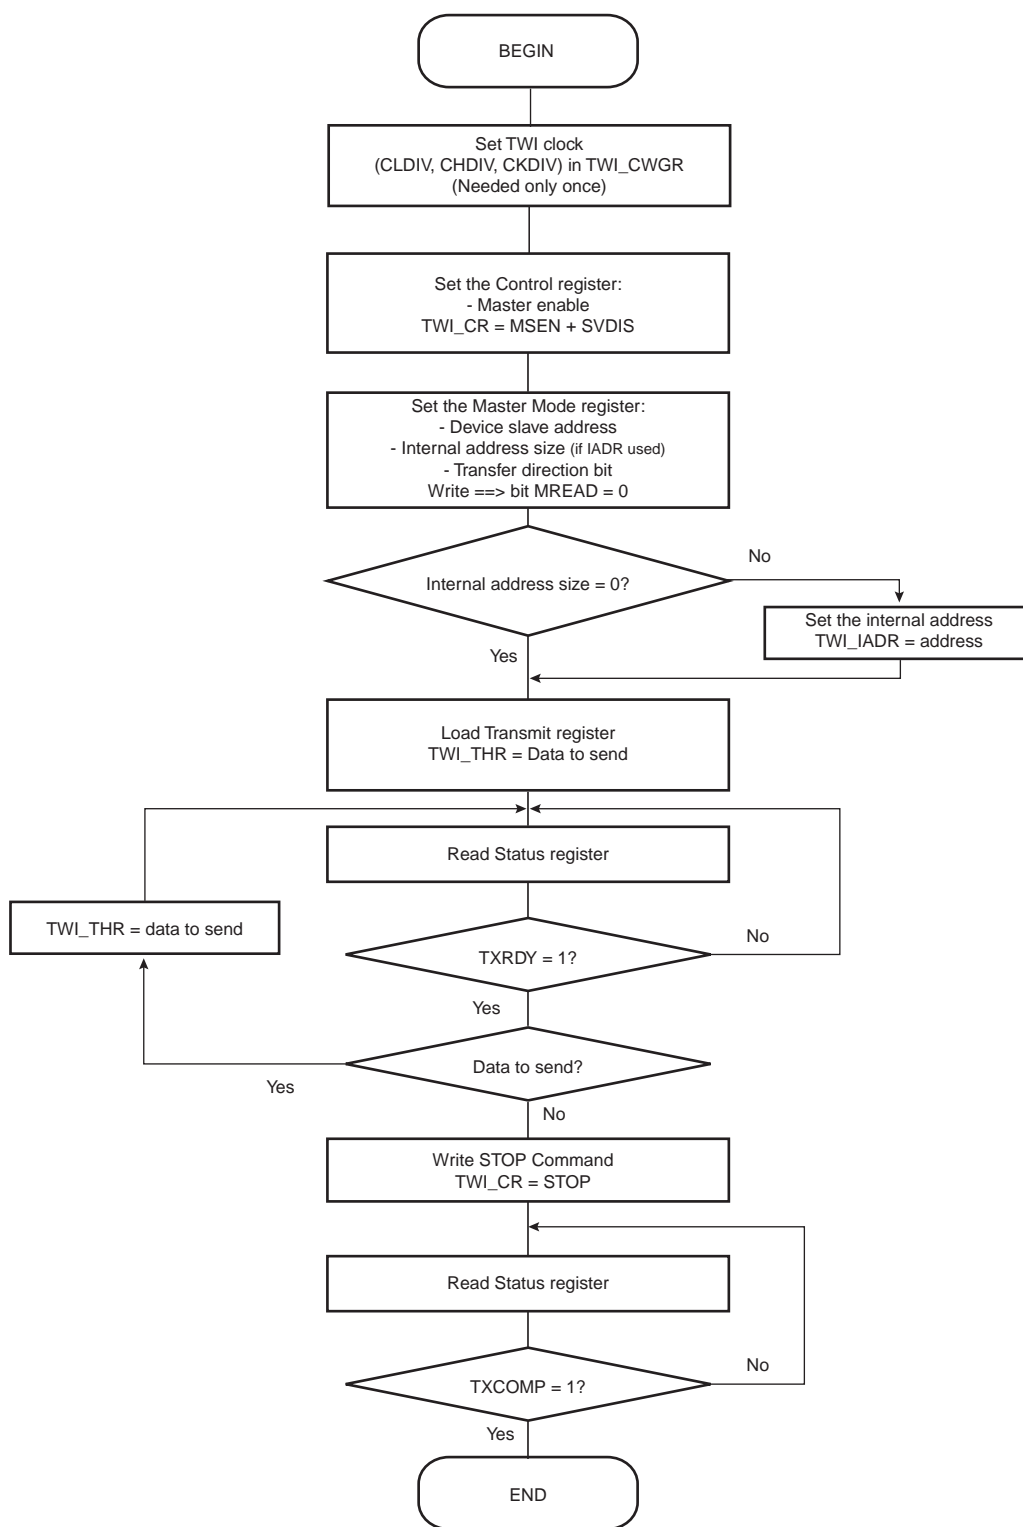 BEGIN
Set TWI clock
(CLDIV, CHDIV, CKDIV) in TWI_CWGR
(Needed only once)
Set the Control register:
- Master enable
TWI_CR = MSEN + SVDIS
Set the Master Mode register:
- Device slave address
- Internal address size (if IADR used)
- Transfer direction bit
Write ==> bit MREAD = 0
No
Internal address size = 0?
Set the internal address
TWI_IADR = address
Yes
Load Transmit register
TWI_THR = Data to send
Read Status register
TWI_THR = data to send
No
TXRDY = 1?
Yes
Data to send?
Yes
No
Write STOP Command
TWI_CR = STOP
Read Status register
No
TXCOMP = 1?
Yes
END